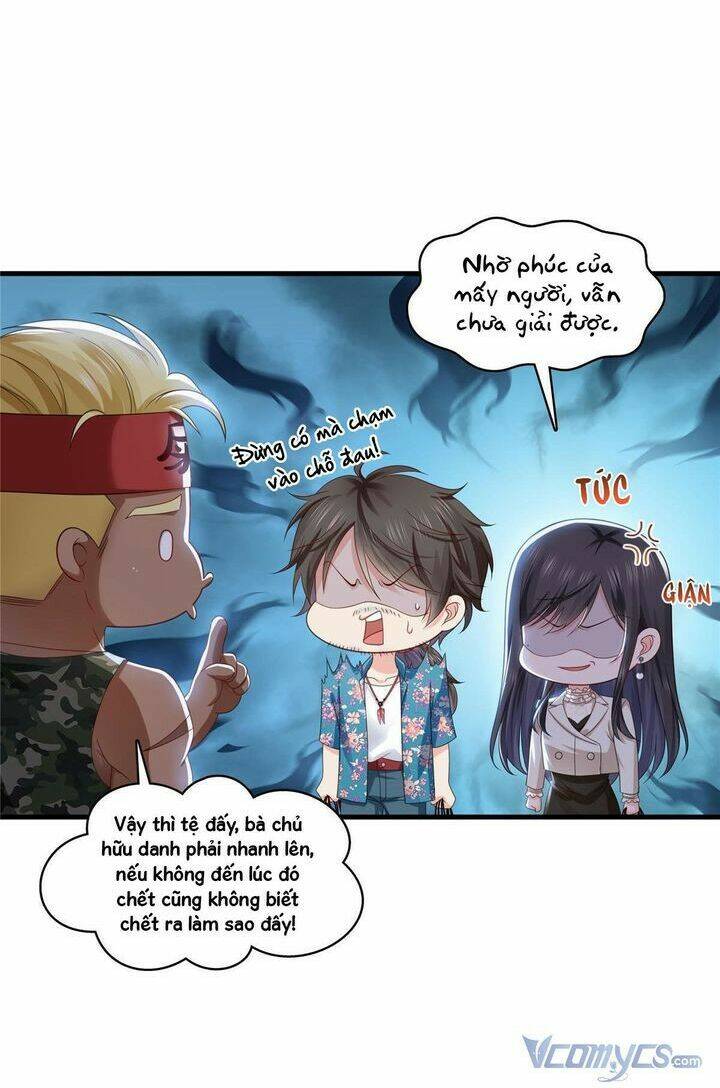 Nhờ phúc của
mấy người, vẫn
chưa giải được.
Đừng có mà chạm
vào chỗ đau!
TỨC
GIẬN
Vậy thì tệ đấy, bà chủ
hữu danh phải nhanh lên,
nếu không đến lúc đó
chết cũng không biết
chết ra làm sao đấy!
VCOMYCS.com